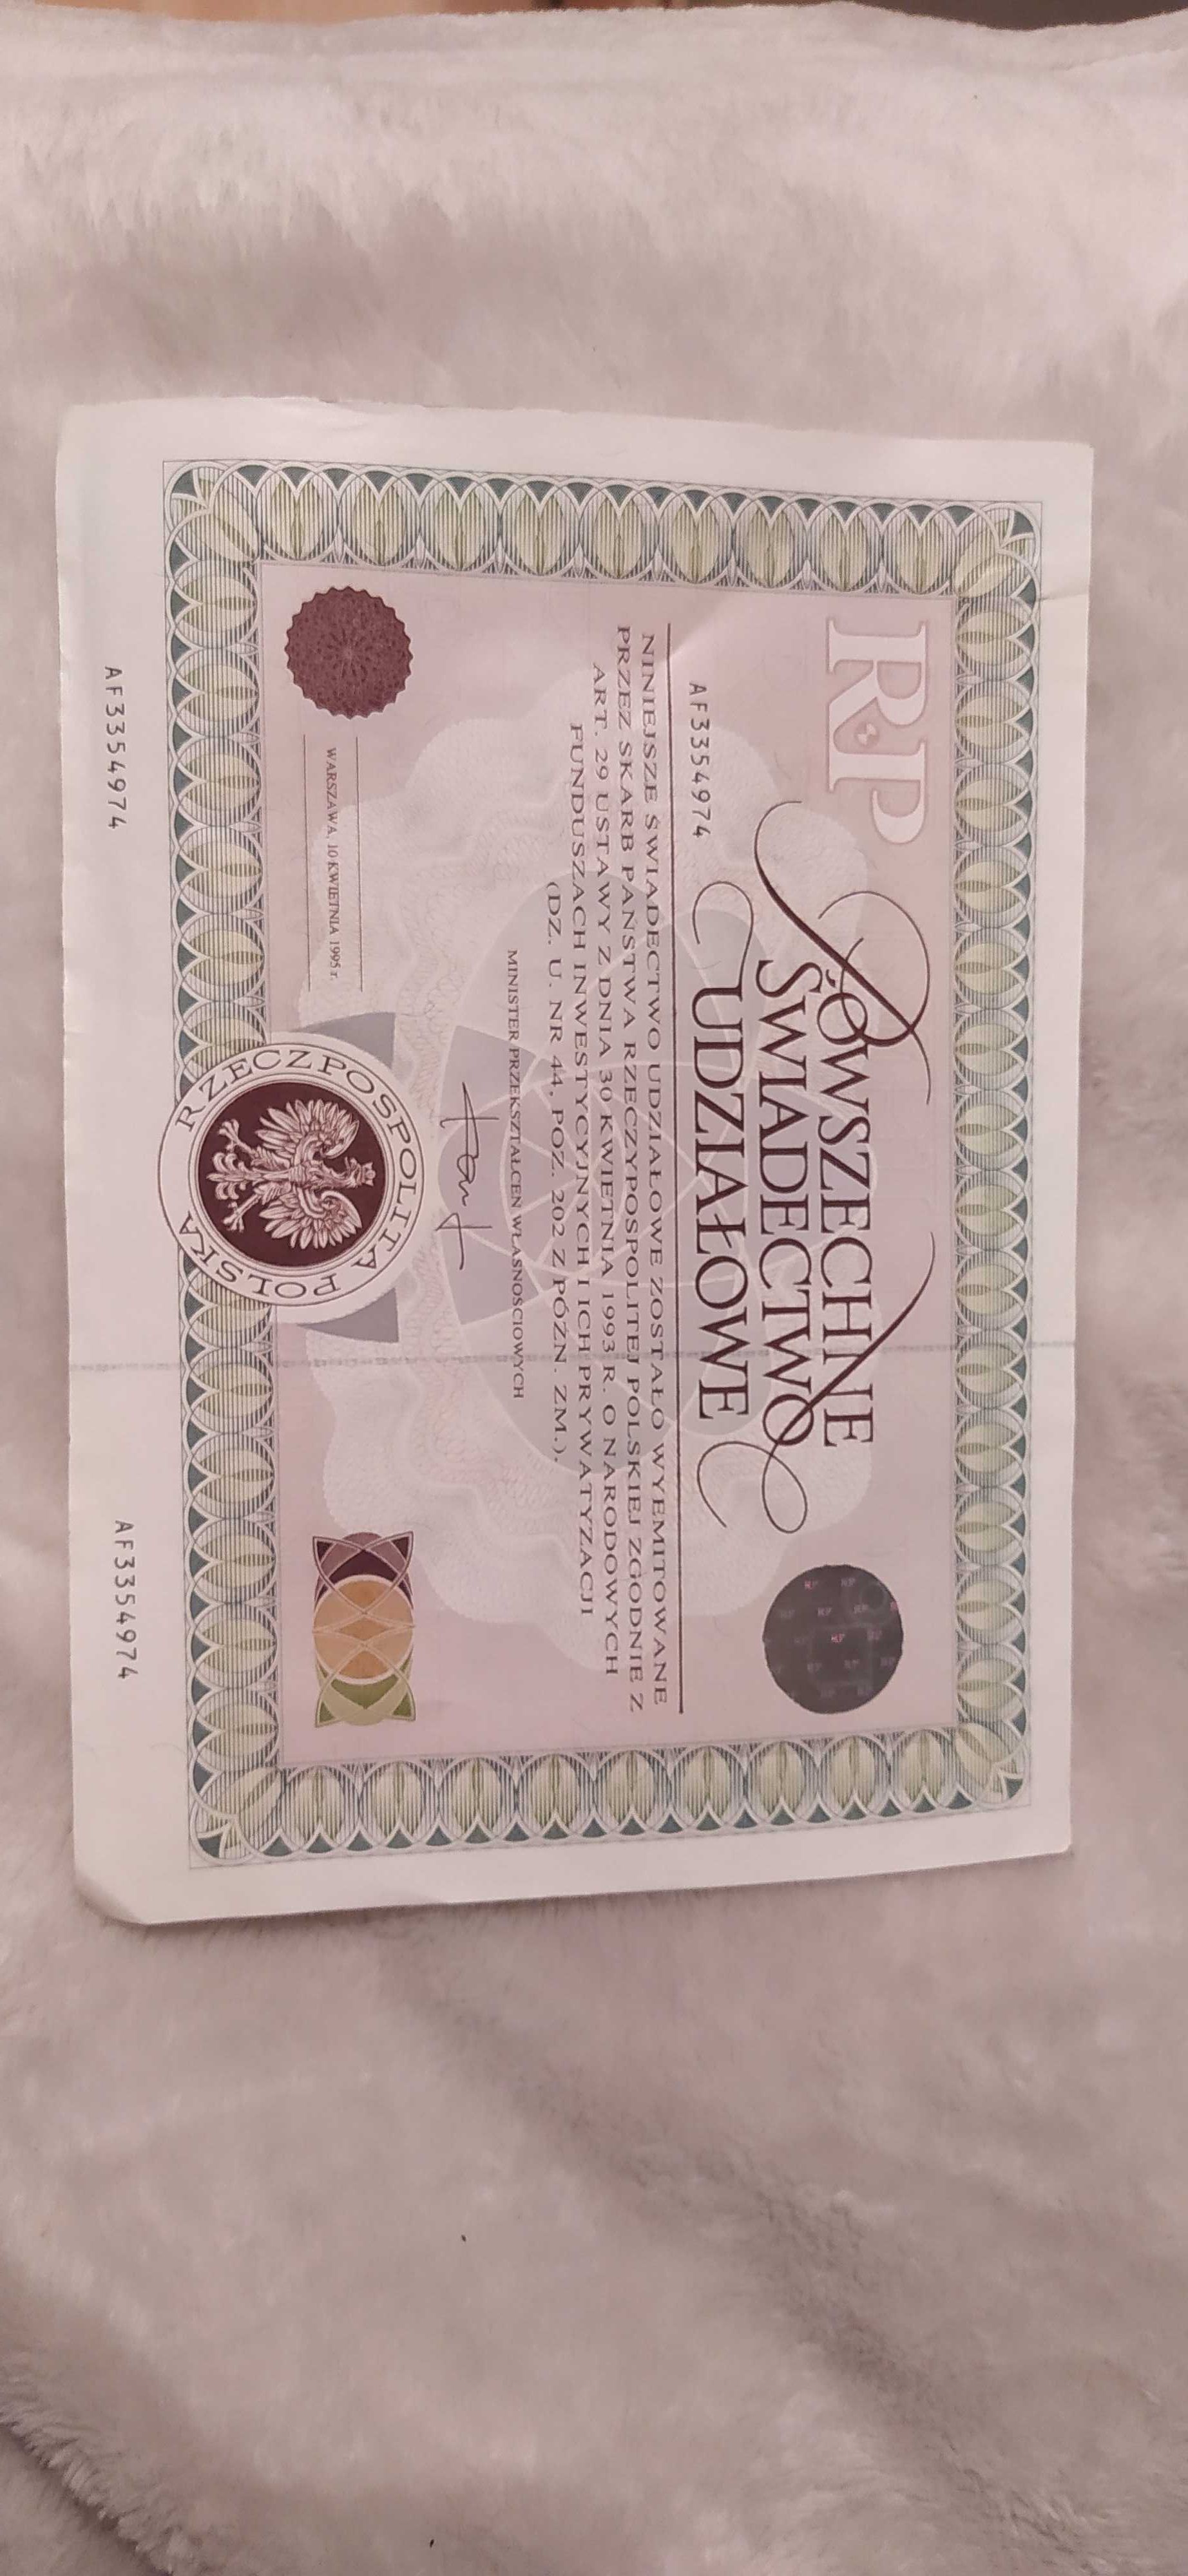 RP
POWSZECHNE
ŚWIADECTWO
UDZIAŁOWE
AF3354974
NINIEJSZE ŚWIADECTWO UDZIAŁOWE ZOSTAŁO WYEMITOWANE
PRZEZ SKARB PAŃSTWA RZECZYPOSPOLITEJ POLSKIEJ ZGODNIE Z
ART. 29 USTAWY Z DNIA 30 KWIETNIA 1993 R. O NARODOWYCH
FUNDUSZACH INWESTYCYJNYCH I ICH PRYWATYZACJI
(DZ. U. NR 44, POZ. 202 Z PÓŹN. ZM.).
MINISTER PRZEKSZTAŁCEŃ WŁASNOŚCIOWYCH
WARSZAWA, 10 KWIETNIA 1995 r.
RZECZPOSPOLITA POLSKA
AF3354974
AF3354974